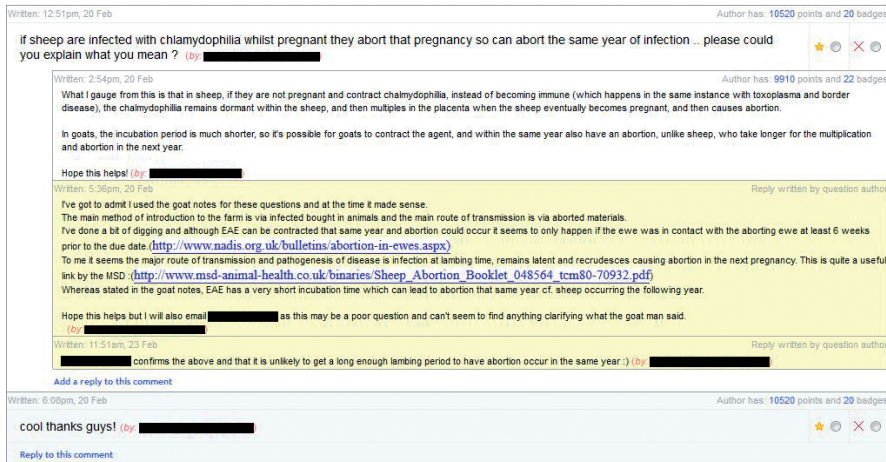 Written: 12:51pm, 20 Feb
Author has: 10520 points and 20 badges
if sheep are infected with chlamydophilia whilst pregnant they abort that pregnancy so can abort the same year of infection .. please could
you explain what you mean ? (by: )
Written: 2:54pm, 20 Feb
Author has: 9910 points and 22 badges
What I gauge from this is that in sheep, if they are not pregnant and contract chalmydophilia, instead of becoming immune (which happens in the same instance with toxoplasma and border
disease), the chalmydophilia remains dormant within the sheep, and then multiples in the placenta when the sheep eventually becomes pregnant, and then causes abortion.
In goats, the incubation period is much shorter, so it's possible for goats to contract the agent, and within the same year also have an abortion, unlike sheep, who take longer for the multiplication
and abortion in the next year.
Hope this helps! (by: )
Written: 5:36pm, 20 Feb
Reply written by question author
I've got to admit I used the goat notes for these questions and at the time it made sense.
The main method of introduction to the farm is via infected bought in animals and the main route of transmission is via aborted materials.
I've done a bit of digging and although EAE can be contracted that same year and abortion could occur it seems to only happen if the ewe was in contact with the aborting ewe at least 6 weeks
prior to the due date.(http://www.nadis.org.uk/bulletins/abortion-in-ewes.aspx)
To me it seems the major route of transmission and pathogenesis of disease is infection at lambing time, remains latent and recrudesces causing abortion in the next pregnancy. This is quite a useful
link by the MSD :(http://www.msd-animal-health.co.uk/binaries/Sheep_Abortion_Booklet_048564_tcm80-70932.pdf)
Whereas stated in the goat notes, EAE has a very short incubation time which can lead to abortion that same year cf. sheep occurring the following year.
Hope this helps but I will also email as this may be a poor question and can't seem to find anything clarifying what the goat man said.
(by: )
Written: 11:51am, 23 Feb
Reply written by question author
confirms the above and that it is unlikely to get a long enough lambing period to have abortion occur in the same year :) (by: )
Add a reply to this comment
Written: 6:08pm, 20 Feb
Author has: 10520 points and 20 badges
cool thanks guys! (by: )
Reply to this comment